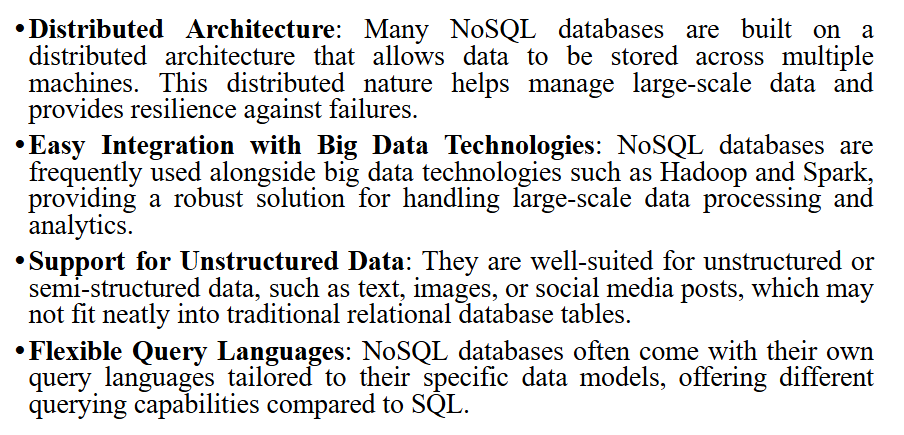 •Distributed Architecture: Many NoSQL databases are built on a
distributed architecture that allows data to be stored across multiple
machines. This distributed nature helps manage large-scale data and
provides resilience against failures.
•Easy Integration with Big Data Technologies: NoSQL databases are
frequently used alongside big data technologies such as Hadoop and Spark,
providing a robust solution for handling large-scale data processing and
analytics.
•Support for Unstructured Data: They are well-suited for unstructured or
semi-structured data, such as text, images, or social media posts, which may
not fit neatly into traditional relational database tables.
•Flexible Query Languages: NoSQL databases often come with their own
query languages tailored to their specific data models, offering different
querying capabilities compared to SQL.